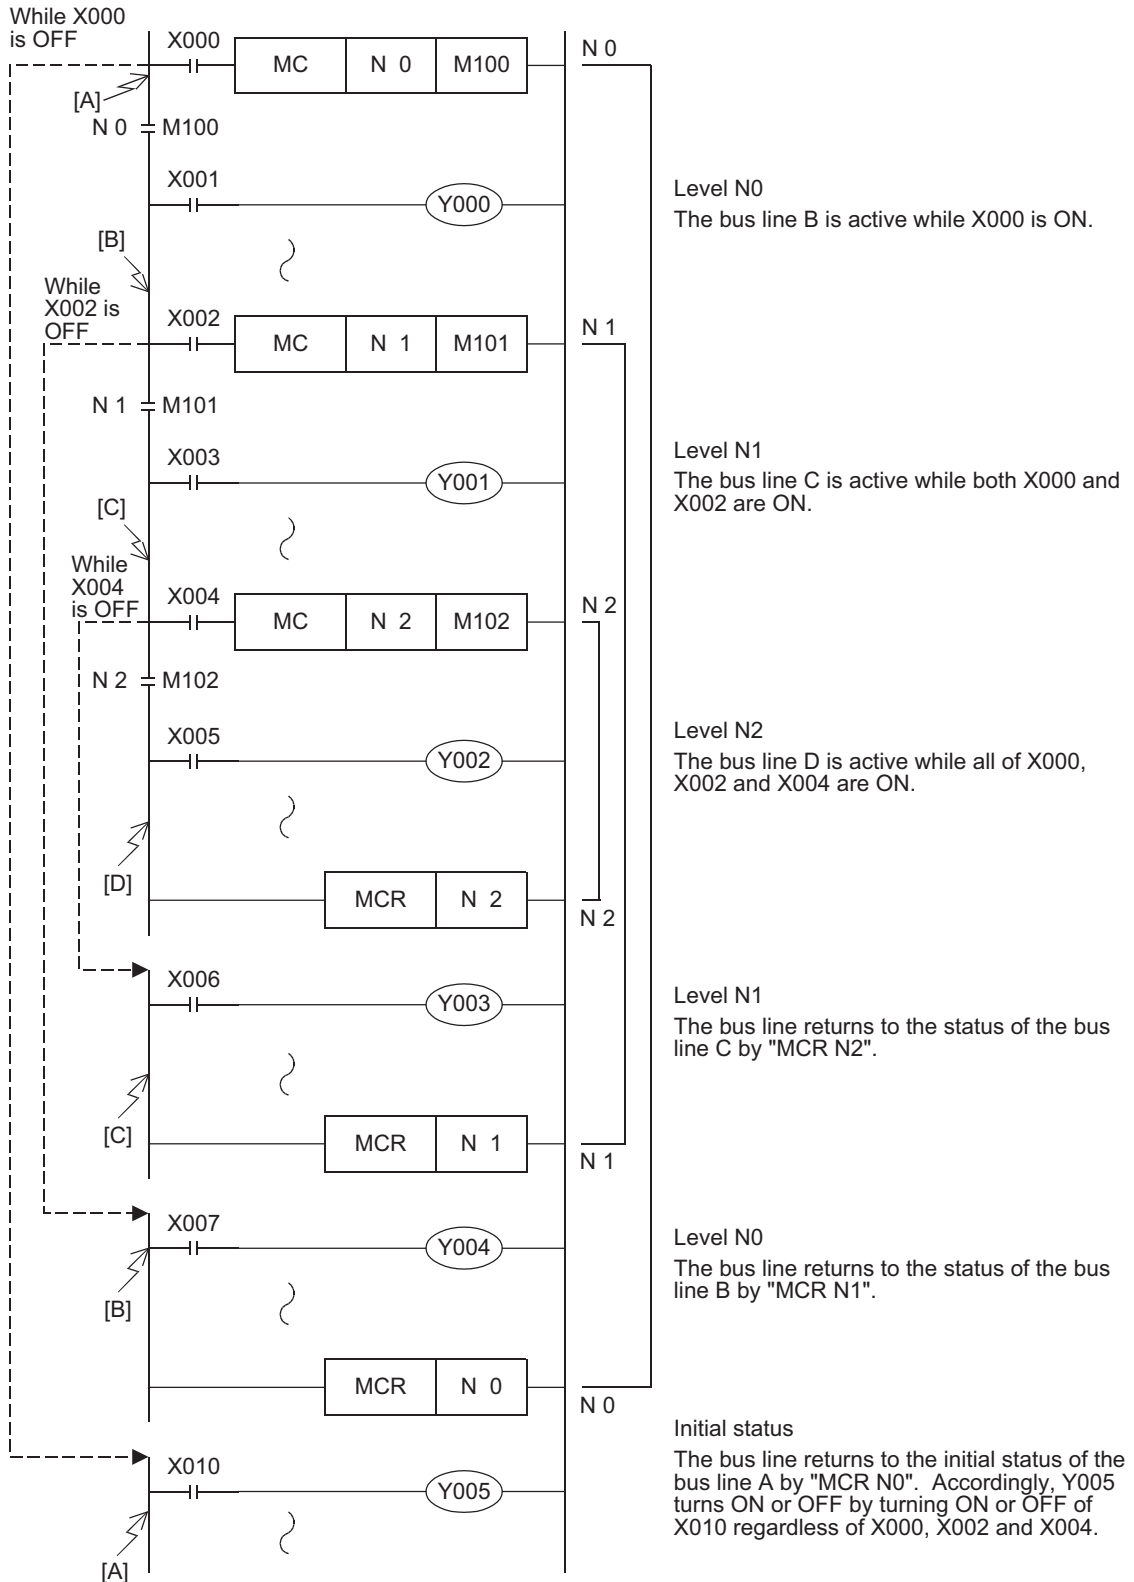 While X000
is OFF
X000
MC N 0 M100
N 0
[A]
N 0 M100
X001
Y000
Level N0
The bus line B is active while X000 is ON.
[B]
While
X002 is
OFF
X002
MC N 1 M101
N 1
N 1 M101
X003
Y001
Level N1
The bus line C is active while both X000 and
X002 are ON.
[C]
While
X004
is OFF
X004
MC N 2 M102
N 2
N 2 M102
X005
Y002
Level N2
The bus line D is active while all of X000,
X002 and X004 are ON.
[D]
MCR N 2
N 2
X006
Y003
Level N1
The bus line returns to the status of the bus
line C by "MCR N2".
[C]
MCR N 1
N 1
X007
Y004
Level N0
The bus line returns to the status of the bus
line B by "MCR N1".
[B]
MCR N 0
N 0
Initial status
The bus line returns to the initial status of the
bus line A by "MCR N0". Accordingly, Y005
turns ON or OFF by turning ON or OFF of
X010 regardless of X000, X002 and X004.
X010
Y005
[A]